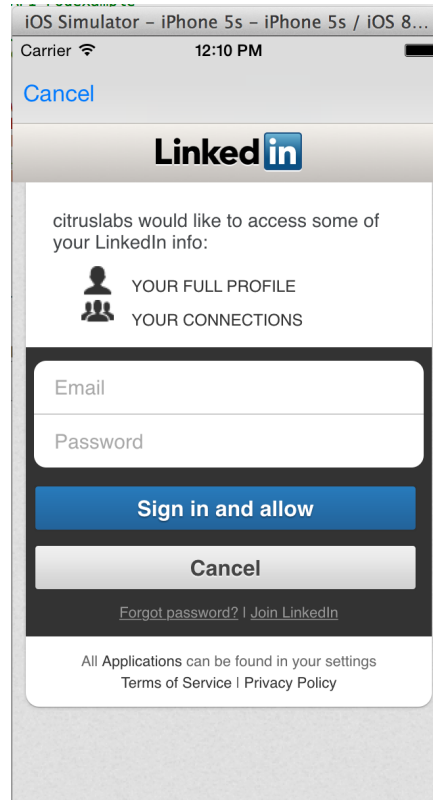 iOS Simulator – iPhone 5s – iPhone 5s / iOS 8...
Carrier 12:10 PM
Cancel
Linked in
citruslabs would like to access some of
your LinkedIn info:
YOUR FULL PROFILE
YOUR CONNECTIONS
Email
Password
Sign in and allow
Cancel
Forgot password? | Join LinkedIn
All Applications can be found in your settings
Terms of Service | Privacy Policy